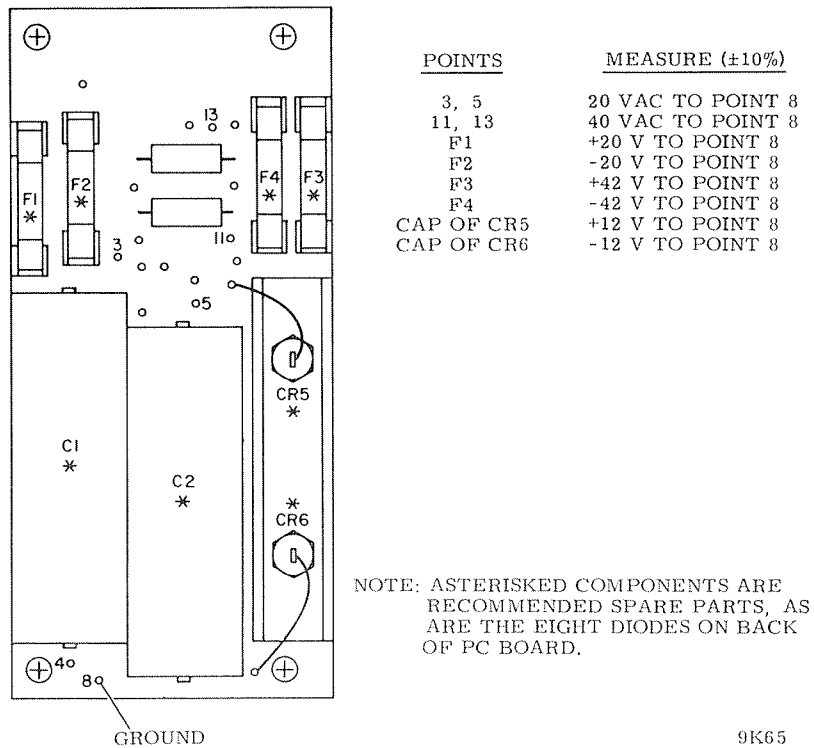 POINTS MEASURE (±10%)
3, 5 20 VAC TO POINT 8
11, 13 40 VAC TO POINT 8
F1 +20 V TO POINT 8
F2 -20 V TO POINT 8
F3 +42 V TO POINT 8
F4 -42 V TO POINT 8
CAP OF CR5 +12 V TO POINT 8
CAP OF CR6 -12 V TO POINT 8
13
F1
*
F2
*
F4
*
F3
*
3
11
5
CR5
*
C1
*
C2
*
*
CR6
4
8
GROUND
NOTE: ASTERISKED COMPONENTS ARE
RECOMMENDED SPARE PARTS, AS
ARE THE EIGHT DIODES ON BACK
OF PC BOARD.
9K65